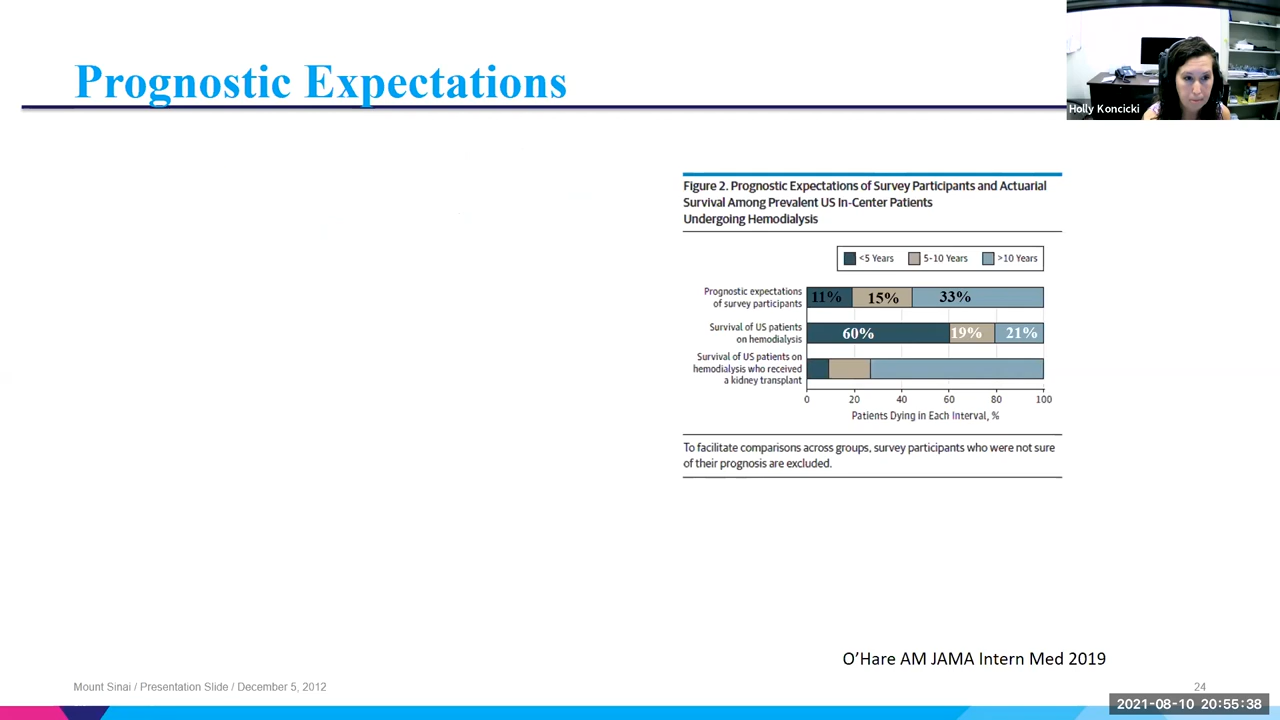 Prognostic Expectations
Holly Koncicki
Figure 2. Prognostic Expectations of Survey Participants and Actuarial
Survival Among Prevalent US In-Center Patients
Undergoing Hemodialysis
<5 Years
5-10 Years
>10 Years
Prognostic expectations
of survey participants
11%
15%
33%
Survival of US patients
on hemodialysis
60%
19%
21%
Survival of US patients on
hemodialysis who received
a kidney transplant
0 20 40 60 80 100
Patients Dying in Each Interval, %
To facilitate comparisons across groups, survey participants who were not sure
of their prognosis are excluded.
O’Hare AM JAMA Intern Med 2019
Mount Sinai / Presentation Slide / December 5, 2012
24
2021-08-10 20:55:38